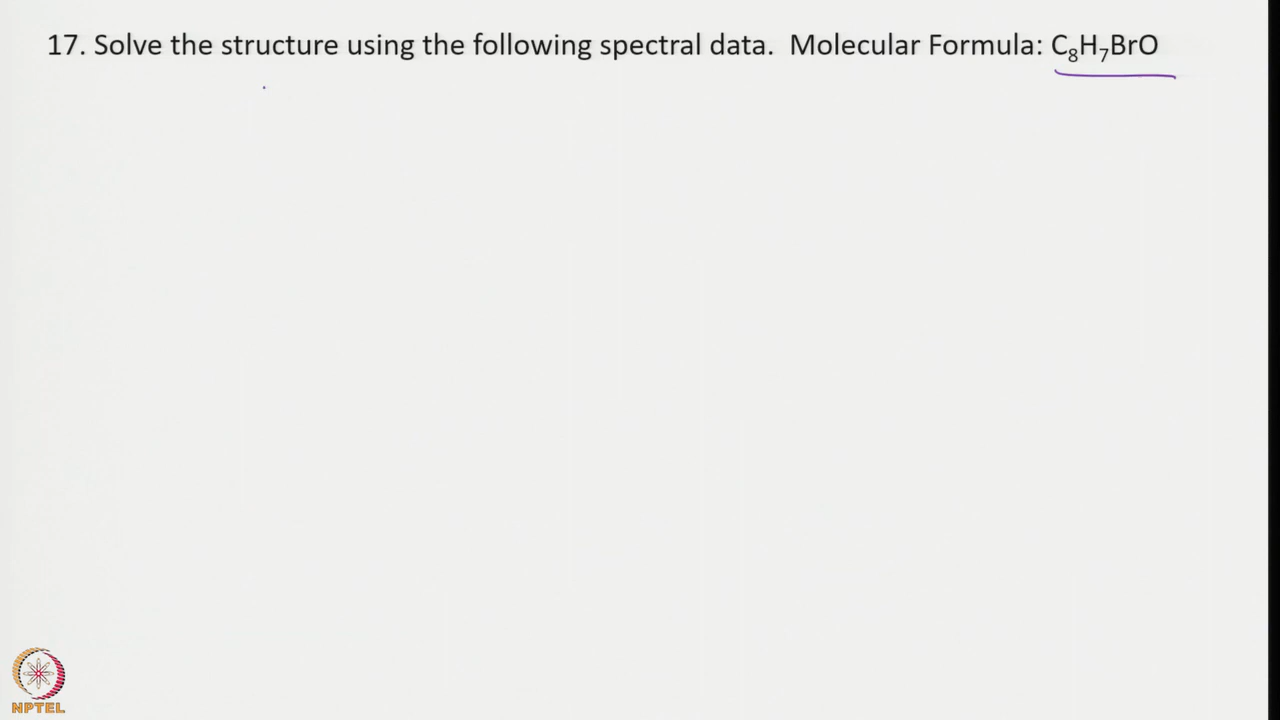 17. Solve the structure using the following spectral data. Molecular Formula: C₈H₇BrO
NPTEL